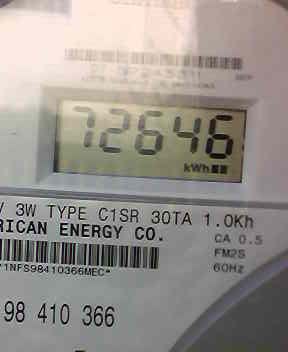 72646
kWh
V 3W TYPE C1SR 30TA 1.0Kh
RICAN ENERGY CO.
CA 0.5
FM2S
60Hz
*1NFS98410366MEC*
98 410 366